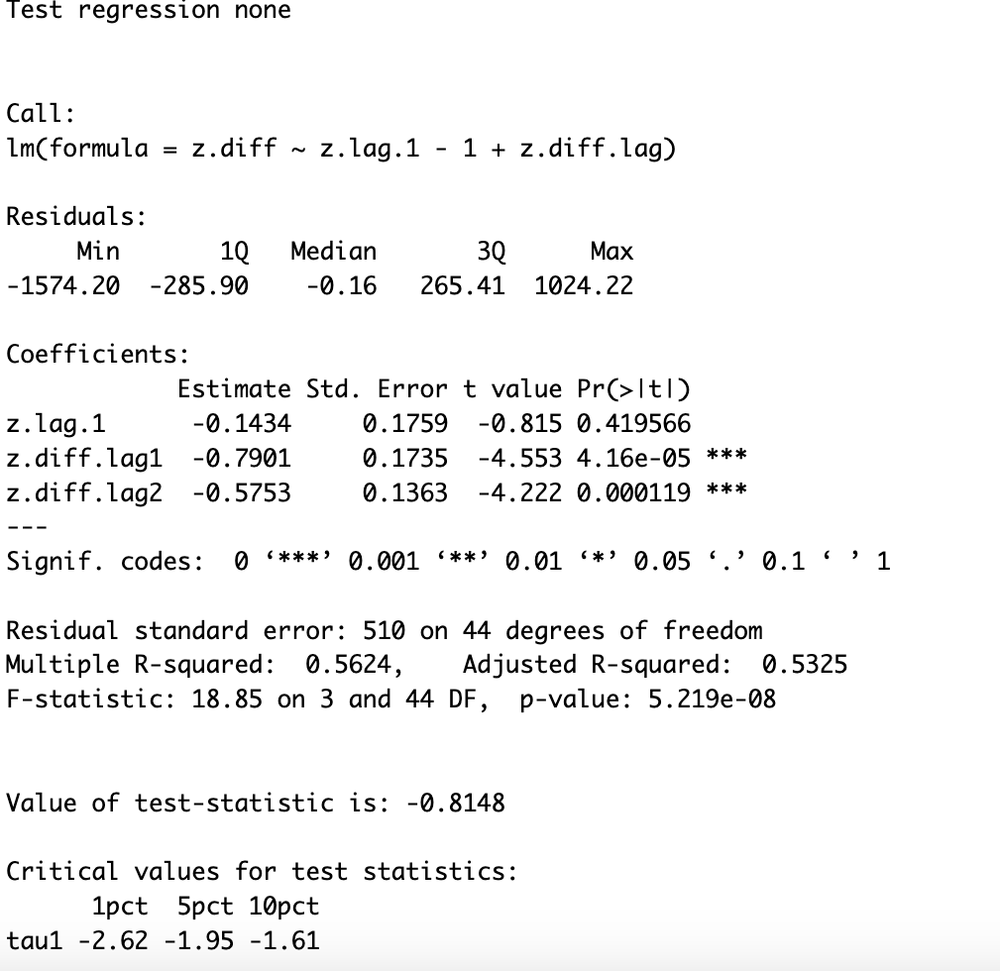 Test regression none
Call:
lm(formula = z.diff ~ z.lag.1 - 1 + z.diff.lag)
Residuals:
     Min       1Q   Median       3Q      Max
-1574.20  -285.90    -0.16   265.41  1024.22
Coefficients:
            Estimate Std. Error t value Pr(>|t|)
z.lag.1      -0.1434     0.1759  -0.815 0.419566
z.diff.lag1  -0.7901     0.1735  -4.553 4.16e-05 ***
z.diff.lag2  -0.5753     0.1363  -4.222 0.000119 ***
---
Signif. codes:  0 ‘***’ 0.001 ‘**’ 0.01 ‘*’ 0.05 ‘.’ 0.1 ‘ ’ 1
Residual standard error: 510 on 44 degrees of freedom
Multiple R-squared:  0.5624,    Adjusted R-squared:  0.5325
F-statistic: 18.85 on 3 and 44 DF,  p-value: 5.219e-08
Value of test-statistic is: -0.8148
Critical values for test statistics:
      1pct  5pct 10pct
tau1 -2.62 -1.95 -1.61